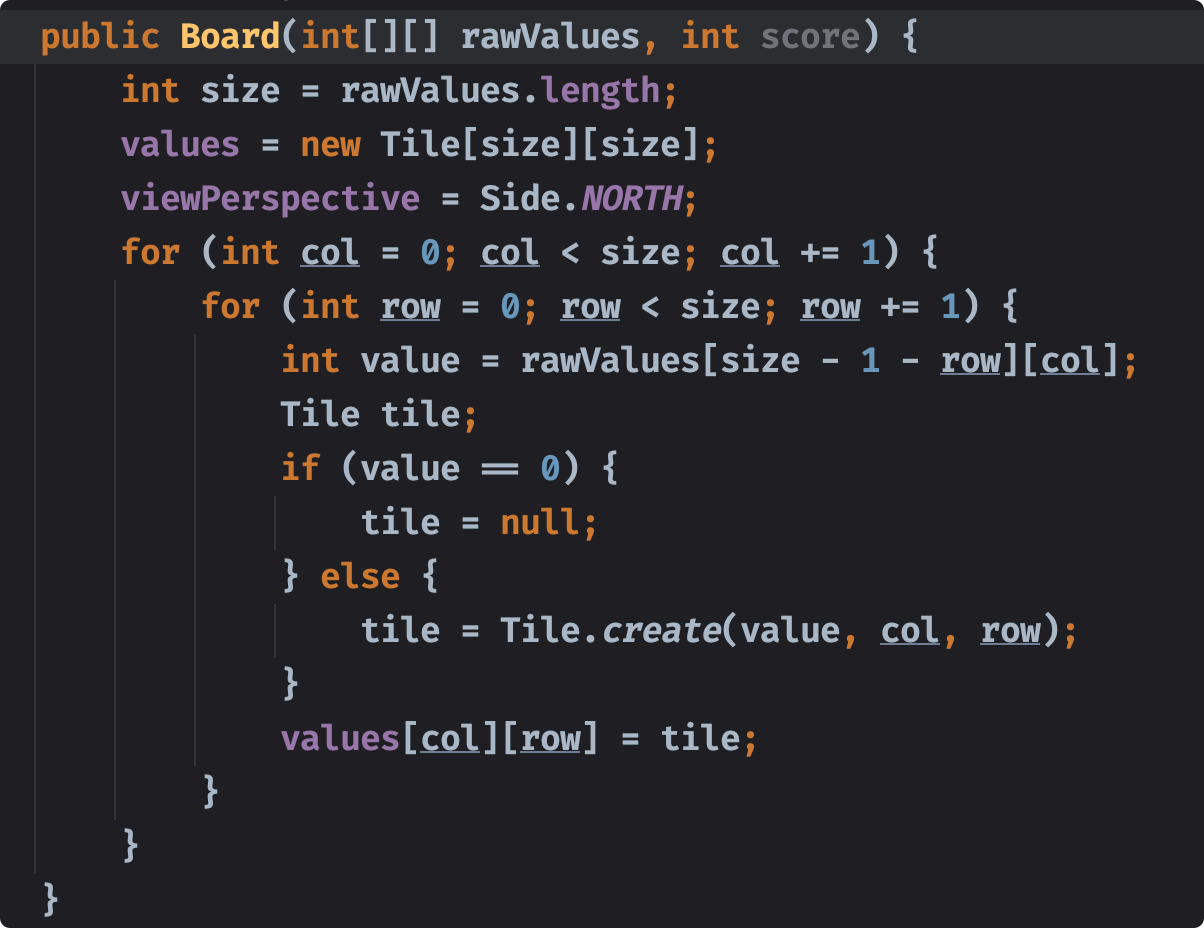 public Board(int[][] rawValues, int score) {
    int size = rawValues.length;
    values = new Tile[size][size];
    viewPerspective = Side.NORTH;
    for (int col = 0; col < size; col += 1) {
        for (int row = 0; row < size; row += 1) {
            int value = rawValues[size - 1 - row][col];
            Tile tile;
            if (value == 0) {
                tile = null;
            } else {
                tile = Tile.create(value, col, row);
            }
            values[col][row] = tile;
        }
    }
}